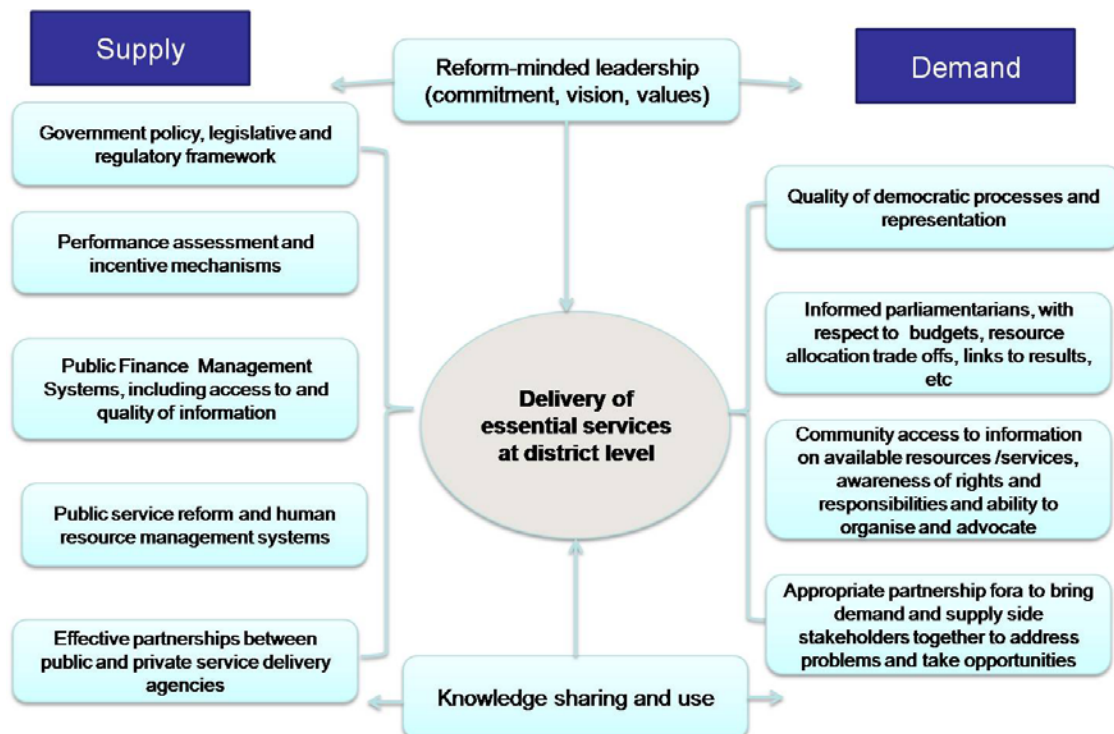 Supply
Reform-minded leadership
(commitment, vision, values)
Demand
Government policy, legislative and
regulatory framework
Performance assessment and
incentive mechanisms
Public Finance Management
Systems, including access to and
quality of information
Public service reform and human
resource management systems
Effective partnerships between
public and private service delivery
agencies
Delivery of
essential services
at district level
Knowledge sharing and use
Quality of democratic processes and
representation
Informed parliamentarians, with
respect to budgets, resource
allocation trade offs, links to results,
etc
Community access to information
on available resources /services,
awareness of rights and
responsibilities and ability to
organise and advocate
Appropriate partnership fora to bring
demand and supply side
stakeholders together to address
problems and take opportunities